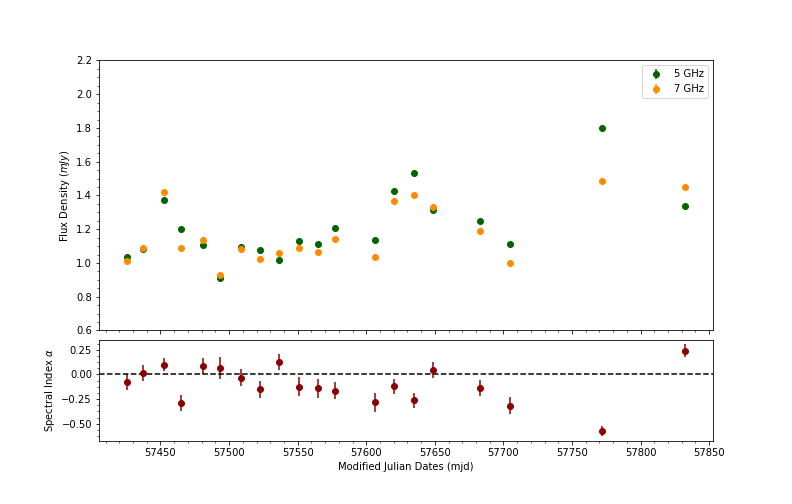 2.2
2.0
1.8
1.6
1.4
1.2
1.0
0.8
0.6
Flux Density (mJy)
5 GHz
7 GHz
0.25
0.00
−0.25
−0.50
Spectral Index α
57450 57500 57550 57600 57650 57700 57750 57800 57850
Modified Julian Dates (mjd)